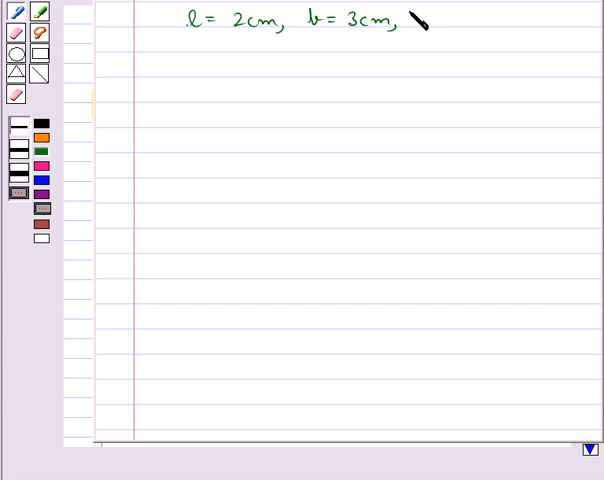 l = 2cm, b = 3cm,